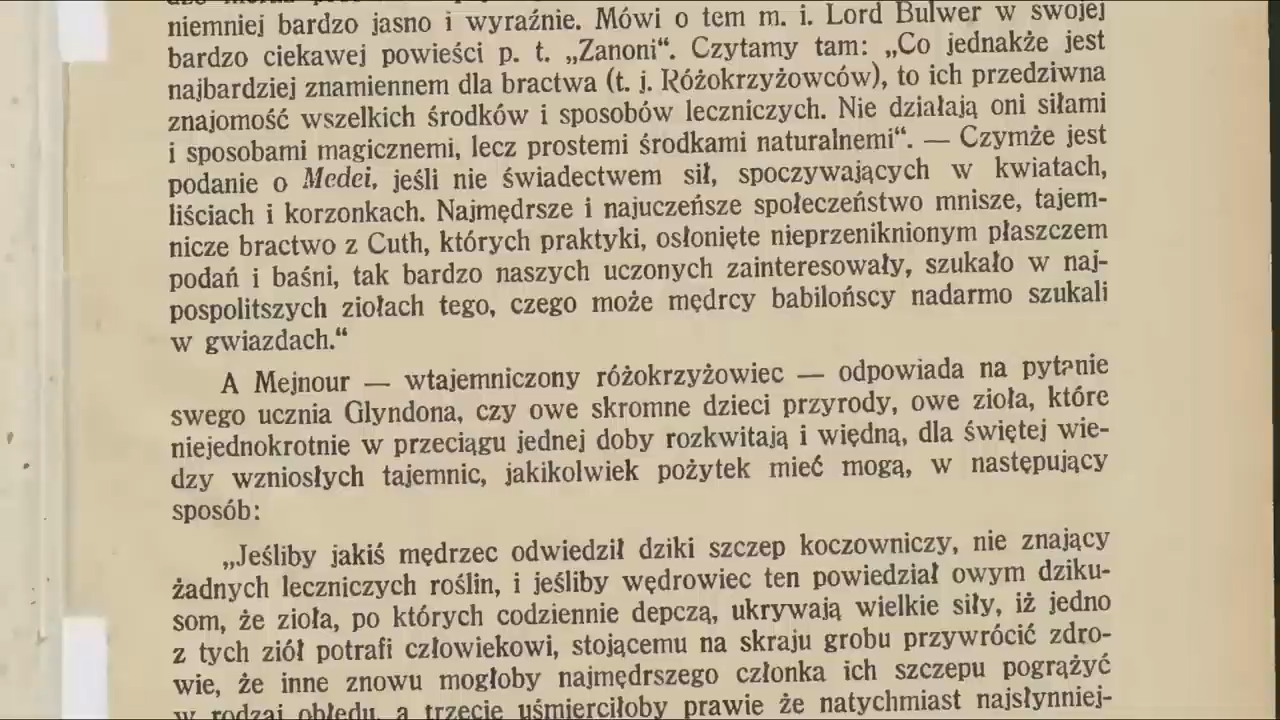 niemniej bardzo jasno i wyraźnie. Mówi o tem m. i. Lord Bulwer w swojej
bardzo ciekawej powieści p. t. „Zanoni“. Czytamy tam: „Co jednakże jest
najbardziej znamiennem dla bractwa (t. j. Różokrzyżowców), to ich przedziwna
znajomość wszelkich środków i sposobów leczniczych. Nie działają oni siłami
i sposobami magicznemi, lecz prostemi środkami naturalnemi“. — Czymże jest
podanie o Medei, jeśli nie świadectwem sił, spoczywających w kwiatach,
liściach i korzonkach. Najmędrsze i najuczeńsze społeczeństwo mnisze, tajem-
nicze bractwo z Cuth, których praktyki, osłonięte nieprzeniknionym płaszczem
podań i baśni, tak bardzo naszych uczonych zainteresowały, szukało w naj-
pospolitszych ziołach tego, czego może mędrcy babilońscy nadarmo szukali
w gwiazdach.“
A Mejnour — wtajemniczony różokrzyżowiec — odpowiada na pytanie
swego ucznia Glyndona, czy owe skromne dzieci przyrody, owe zioła, które
niejednokrotnie w przeciągu jednej doby rozkwitają i więdną, dla świętej wie-
dzy wzniosłych tajemnic, jakikolwiek pożytek mieć mogą, w następujący
sposób:
„Jeśliby jakiś mędrzec odwiedził dziki szczep koczowniczy, nie znający
żadnych leczniczych roślin, i jeśliby wędrowiec ten powiedział owym dziku-
som, że zioła, po których codziennie depczą, ukrywają wielkie siły, iż jedno
z tych ziół potrafi człowiekowi, stojącemu na skraju grobu przywrócić zdro-
wie, że inne znowu mogłoby najmędrszego członka ich szczepu pogrążyć
w rodzaj obłędu, a trzecie uśmierciłoby prawie że natychmiast najsłynniej-